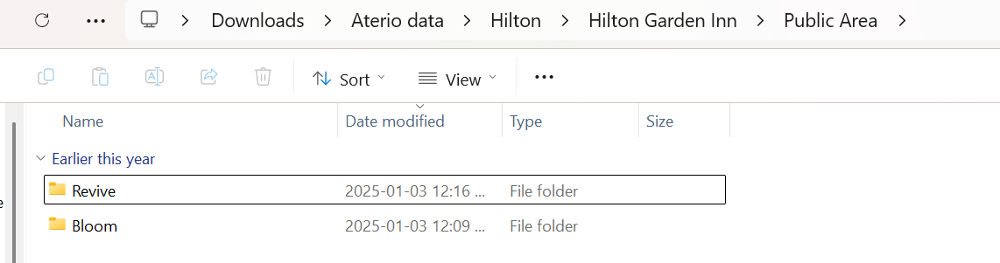 Downloads > Aterio data > Hilton > Hilton Garden Inn > Public Area >
Sort View
Name Date modified Type Size
Earlier this year
Revive 2025-01-03 12:16 ... File folder
e
Bloom 2025-01-03 12:09 ... File folder